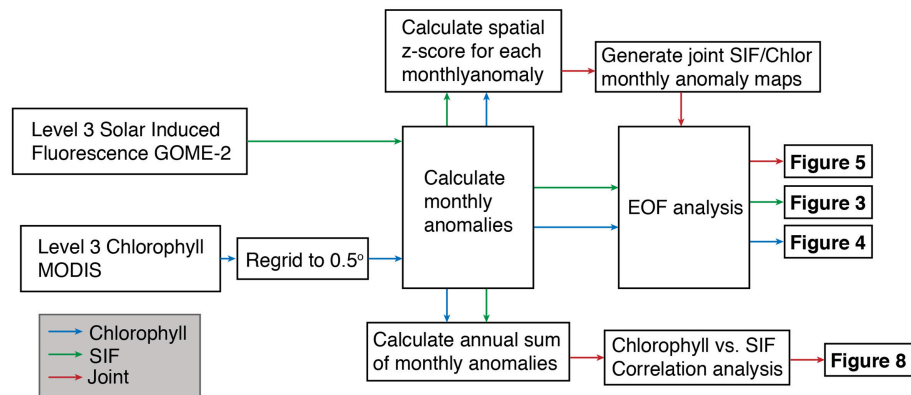 Calculate spatial
z-score for each
monthlyanomaly
Generate joint SIF/Chlor
monthly anomaly maps
Level 3 Solar Induced
Fluorescence GOME-2
Calculate
monthly
anomalies
EOF analysis
Figure 5
Figure 3
Figure 4
Level 3 Chlorophyll
MODIS
Regrid to 0.5º
Chlorophyll
SIF
Joint
Calculate annual sum
of monthly anomalies
Chlorophyll vs. SIF
Correlation analysis
Figure 8